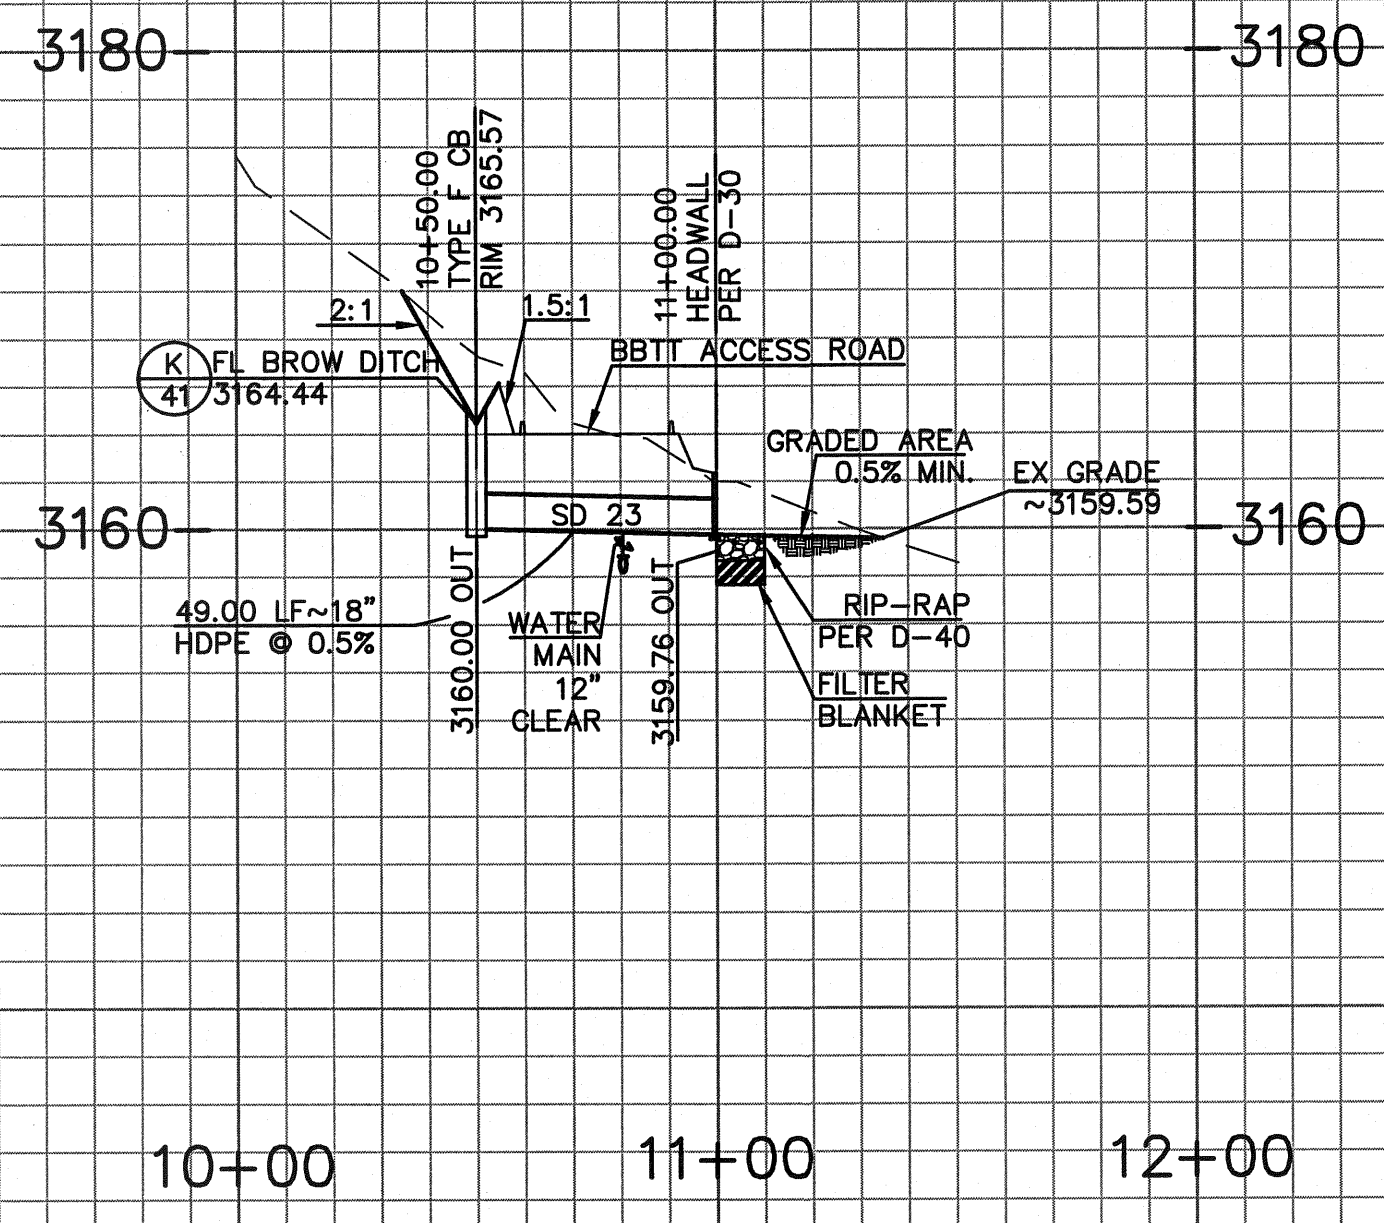 3180
3180
10+50.00
TYPE F CB
RIM 3165.57
11+00.00
HEADWALL
PER D-30
2:1
1.5:1
BBTT ACCESS ROAD
K
41
FL BROW DITCH
3164.44
GRADED AREA
0.5% MIN.
EX GRADE
~3159.59
3160
3160
SD 23
49.00 LF~18"
HDPE @ 0.5%
3160.00 OUT
WATER
MAIN
12"
CLEAR
3159.76 OUT
RIP-RAP
PER D-40
FILTER
BLANKET
10+00
11+00
12+00